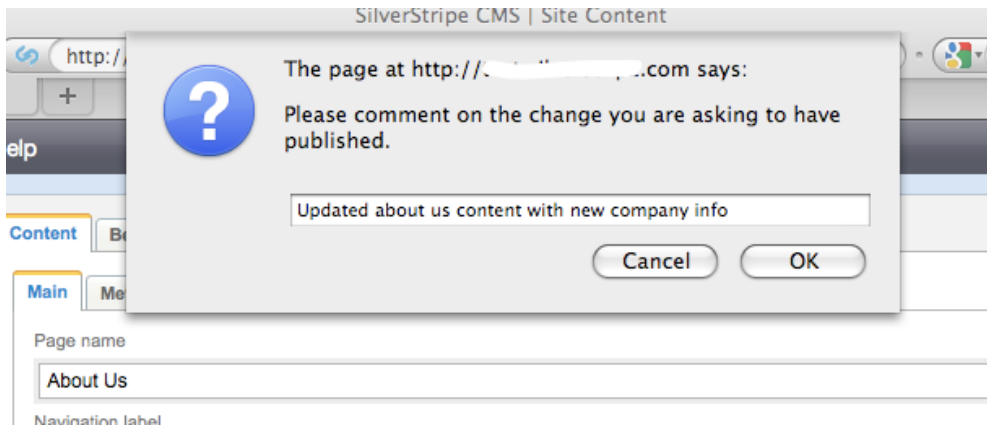 SilverStripe CMS | Site Content
http:/
The page at http:// .com says:
+
Please comment on the change you are asking to have
published.
elp
Updated about us content with new company info
Content Be
Cancel OK
Main Me
Page name
About Us
Navigation label